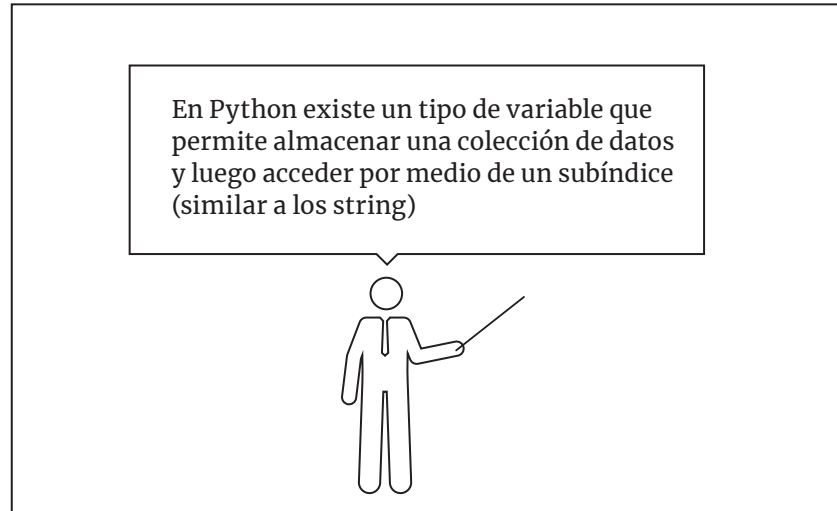 En Python existe un tipo de variable que
permite almacenar una colección de datos
y luego acceder por medio de un subíndice
(similar a los string)